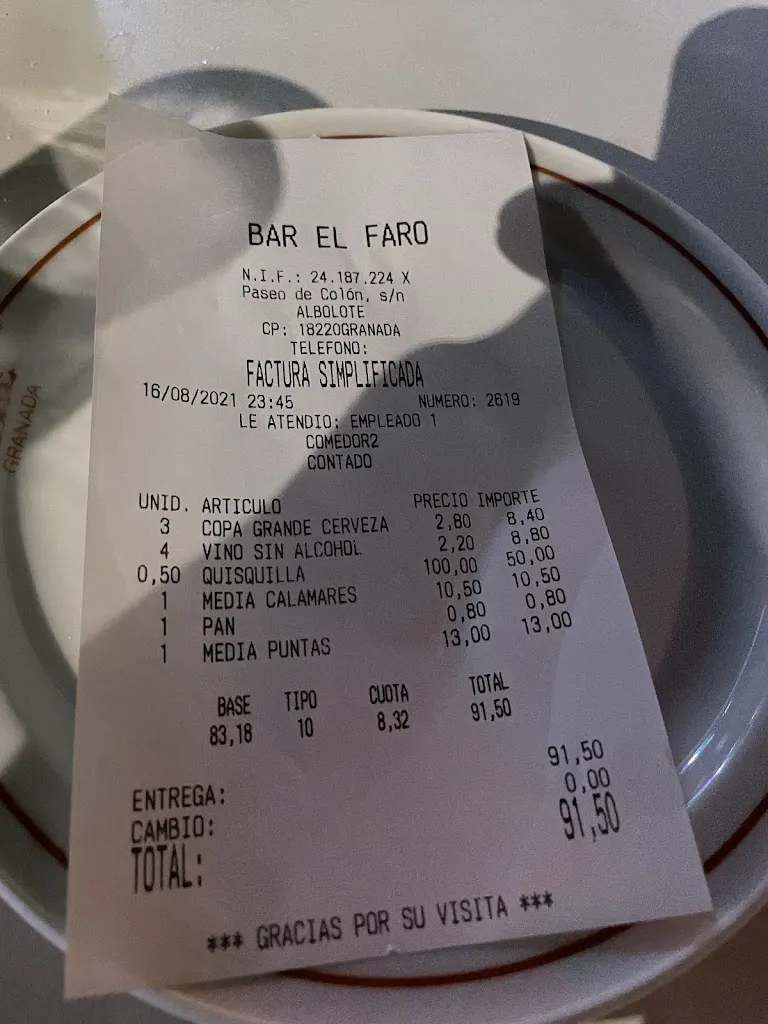 BAR EL FARO
N.I.F.: 24.187.224 X
Paseo de Colón, s/n
ALBOLOTE
CP: 18220GRANADA
TELEFONO:
FACTURA SIMPLIFICADA
16/08/2021 23:45 NUMERO: 2619
LE ATENDIO: EMPLEADO 1
COMEDOR2
CONTADO
UNID. ARTICULO PRECIO IMPORTE
3 COPA GRANDE CERVEZA 2,80 8,40
4 VINO SIN ALCOHOL 2,20 8,80
0,50 QUISQUILLA 100,00 50,00
1 MEDIA CALAMARES 10,50 10,50
1 PAN 0,80 0,80
1 MEDIA PUNTAS 13,00 13,00
BASE TIPO CUOTA TOTAL
83,18 10 8,32 91,50
ENTREGA: 91,50
CAMBIO: 0,00
TOTAL: 91,50
*** GRACIAS POR SU VISITA ***
GRANADA